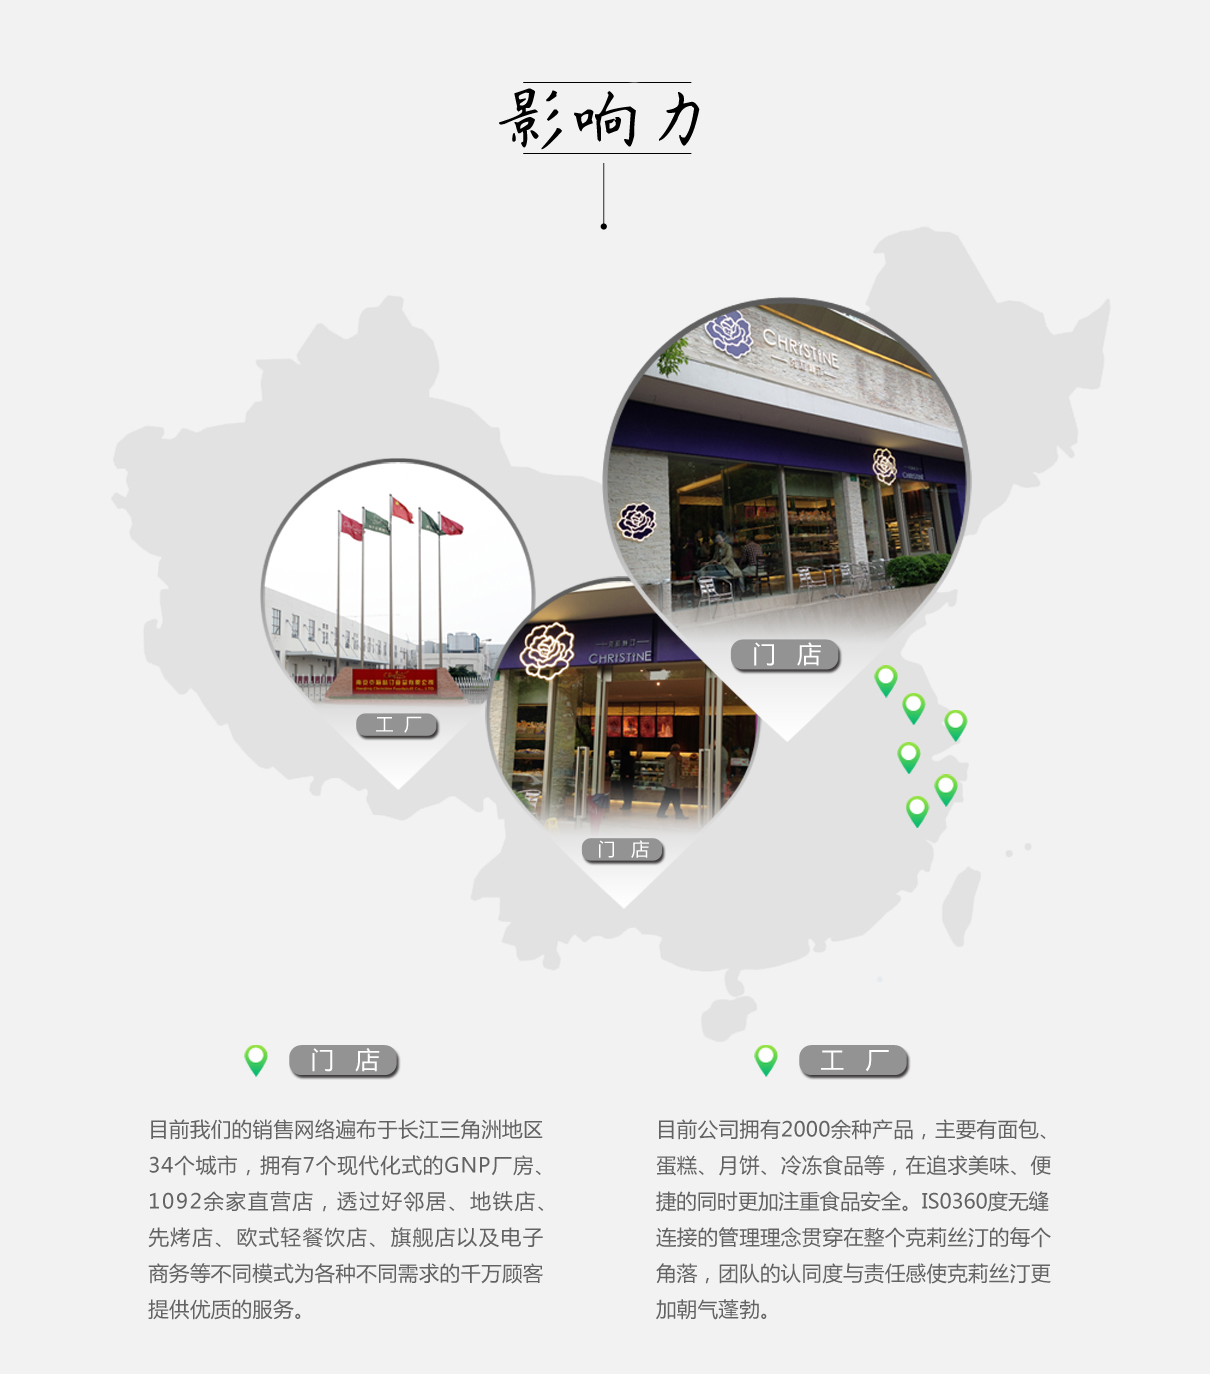 影响力
CHRISTINE
克莉丝汀
CHRISTINE
克莉丝汀
CHRISTINE
门 店
工 厂
门 店
门 店
目前我们的销售网络遍布于长江三角洲地区
34个城市，拥有7个现代化式的GNP厂房、
1092余家直营店，透过好邻居、地铁店、
先烤店、欧式轻餐饮店、旗舰店以及电子
商务等不同模式为各种不同需求的千万顾客
提供优质的服务。
工 厂
目前公司拥有2000余种产品，主要有面包、
蛋糕、月饼、冷冻食品等，在追求美味、便
捷的同时更加注重食品安全。IS0360度无缝
连接的管理理念贯穿在整个克莉丝汀的每个
角落，团队的认同度与责任感使克莉丝汀更
加朝气蓬勃。